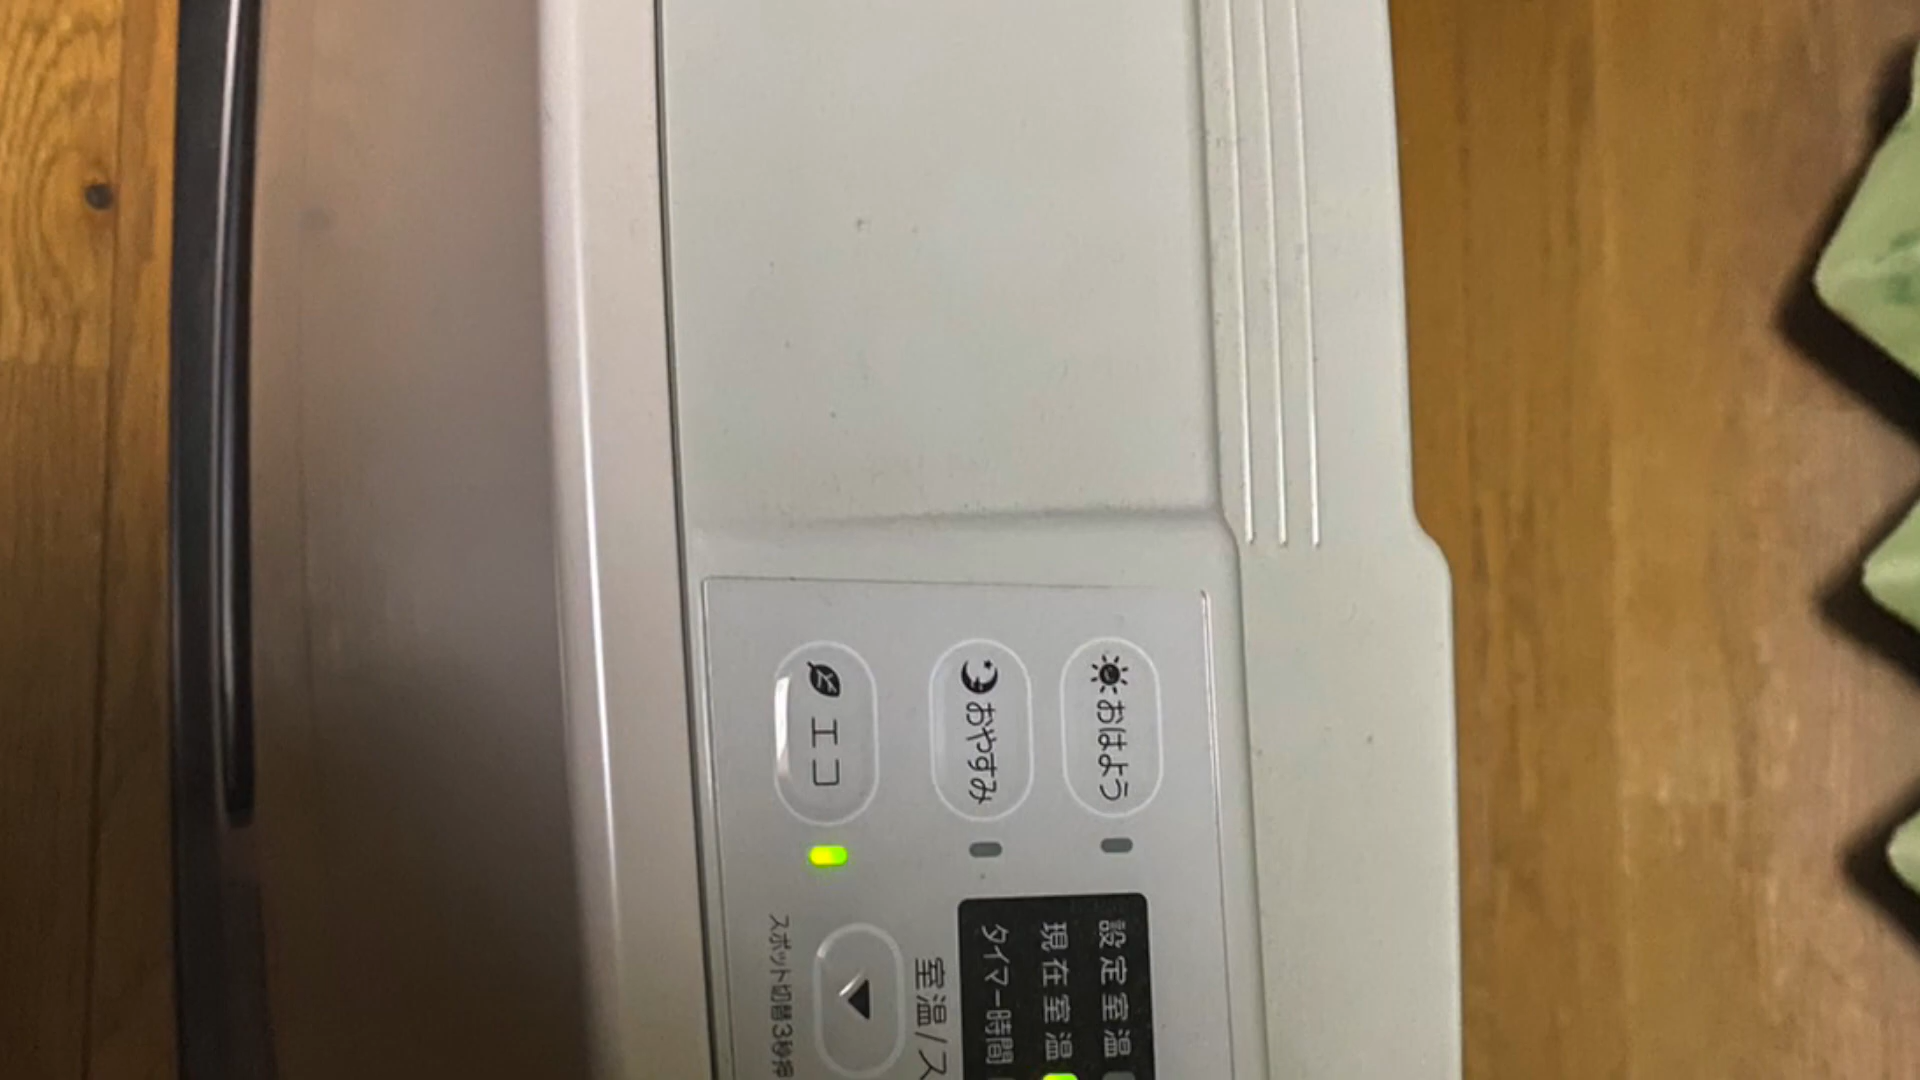 おはよう
おやすみ
エコ
設定室温
現在室温
タイマー時間
室温/ス
スポット切替3秒押